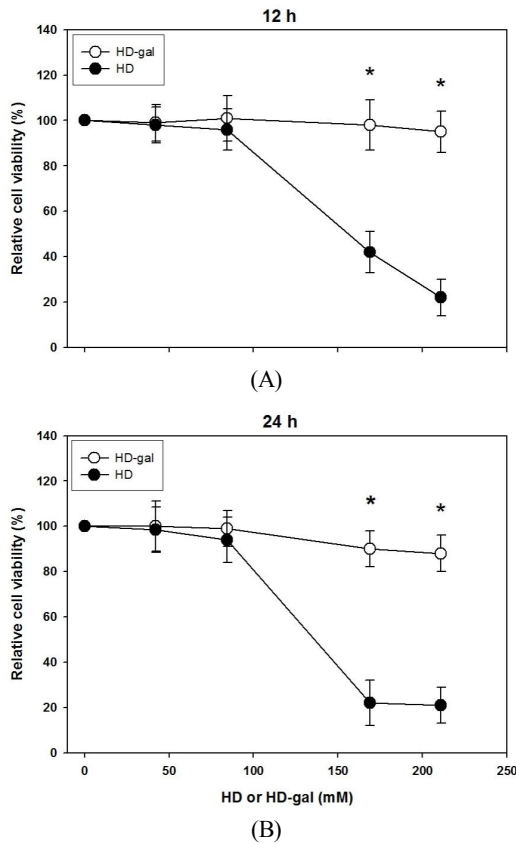 12 h
140
HD-gal
HD
120
*
*
100
80
60
40
20
0
Relative cell viability (%)
(A)
24 h
140
HD-gal
HD
120
*
*
100
80
60
40
20
0
Relative cell viability (%)
0 50 100 150 200 250
HD or HD-gal (mM)
(B)